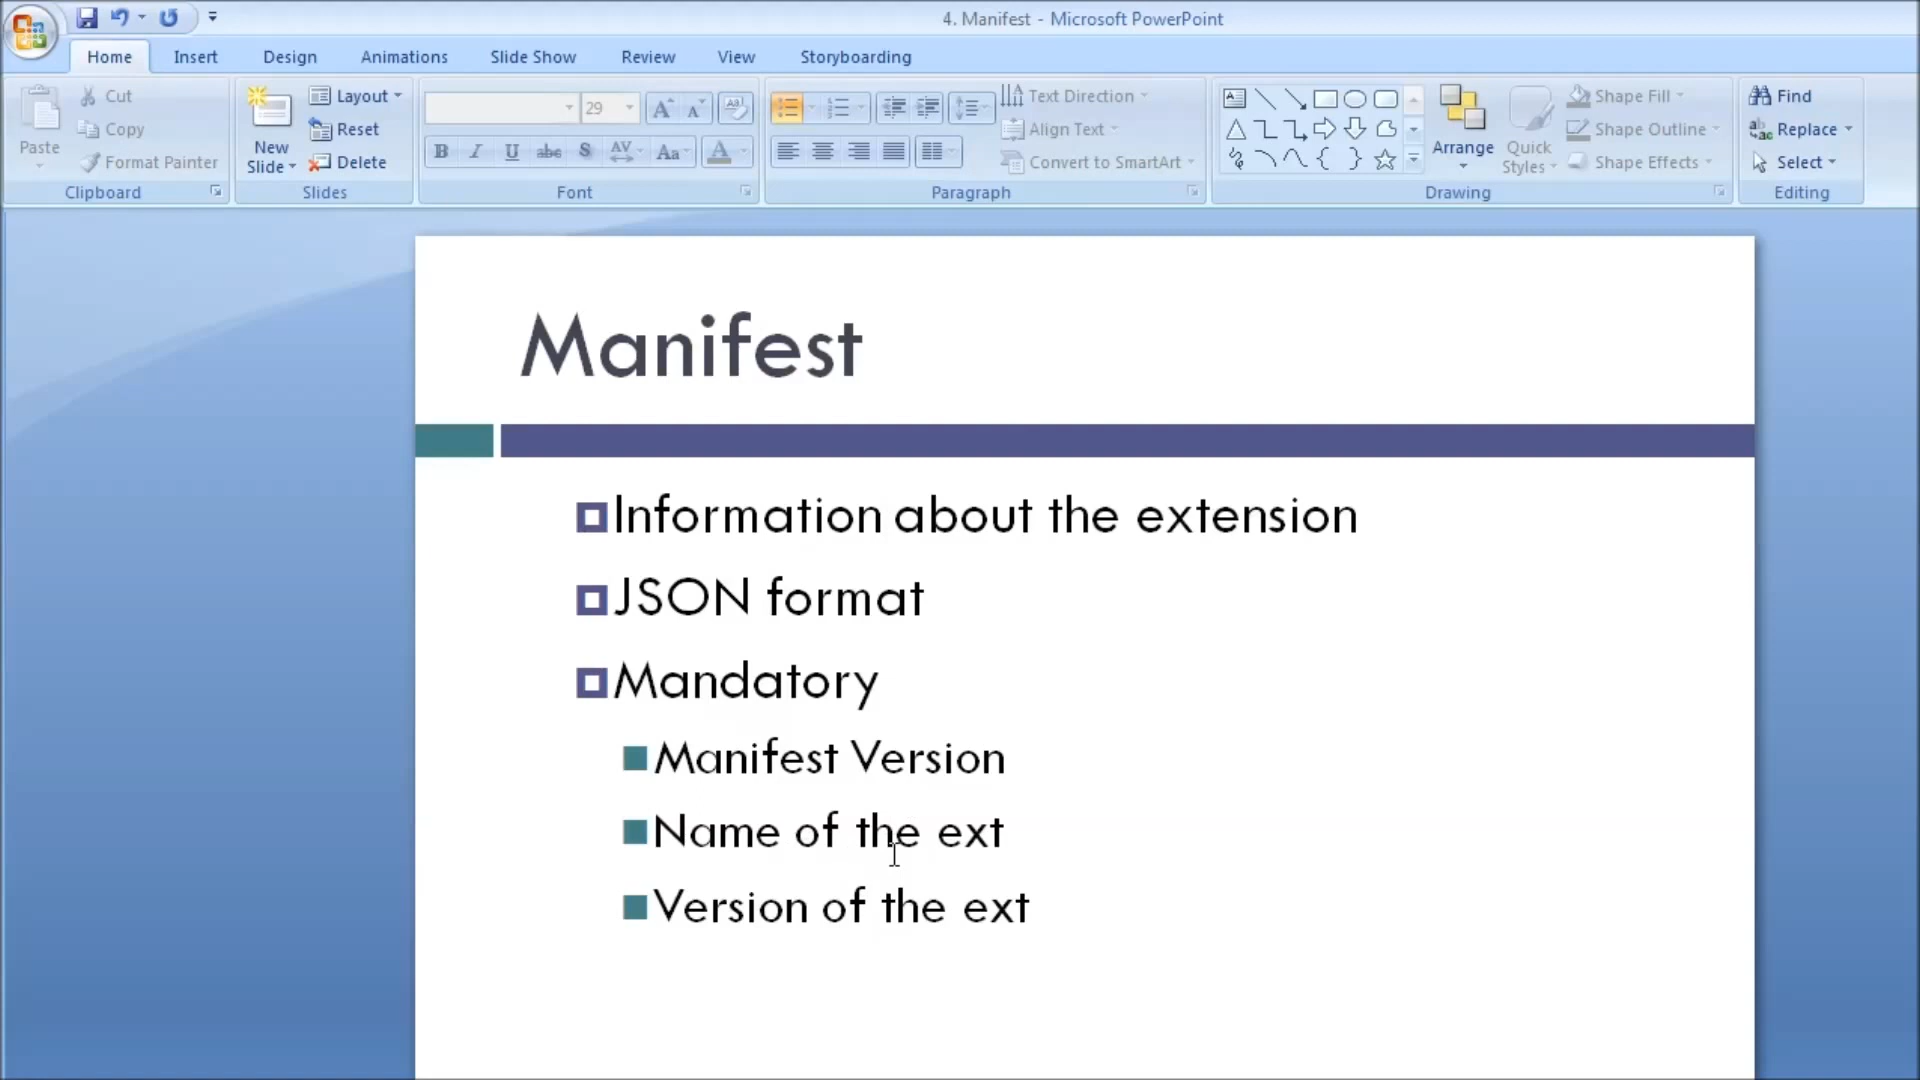 4. Manifest - Microsoft PowerPoint
Home Insert Design Animations Slide Show Review View Storyboarding
Paste
Cut
Copy
Format Painter
Clipboard
New Slide
Layout
Reset
Delete
Slides
29
A A
B I U abc S AV Aa A
Font
Text Direction
Align Text
Convert to SmartArt
Paragraph
Arrange
Quick Styles
Shape Fill
Shape Outline
Shape Effects
Drawing
Find
Replace
Select
Editing
Manifest
Information about the extension
JSON format
Mandatory
Manifest Version
Name of the ext
Version of the ext